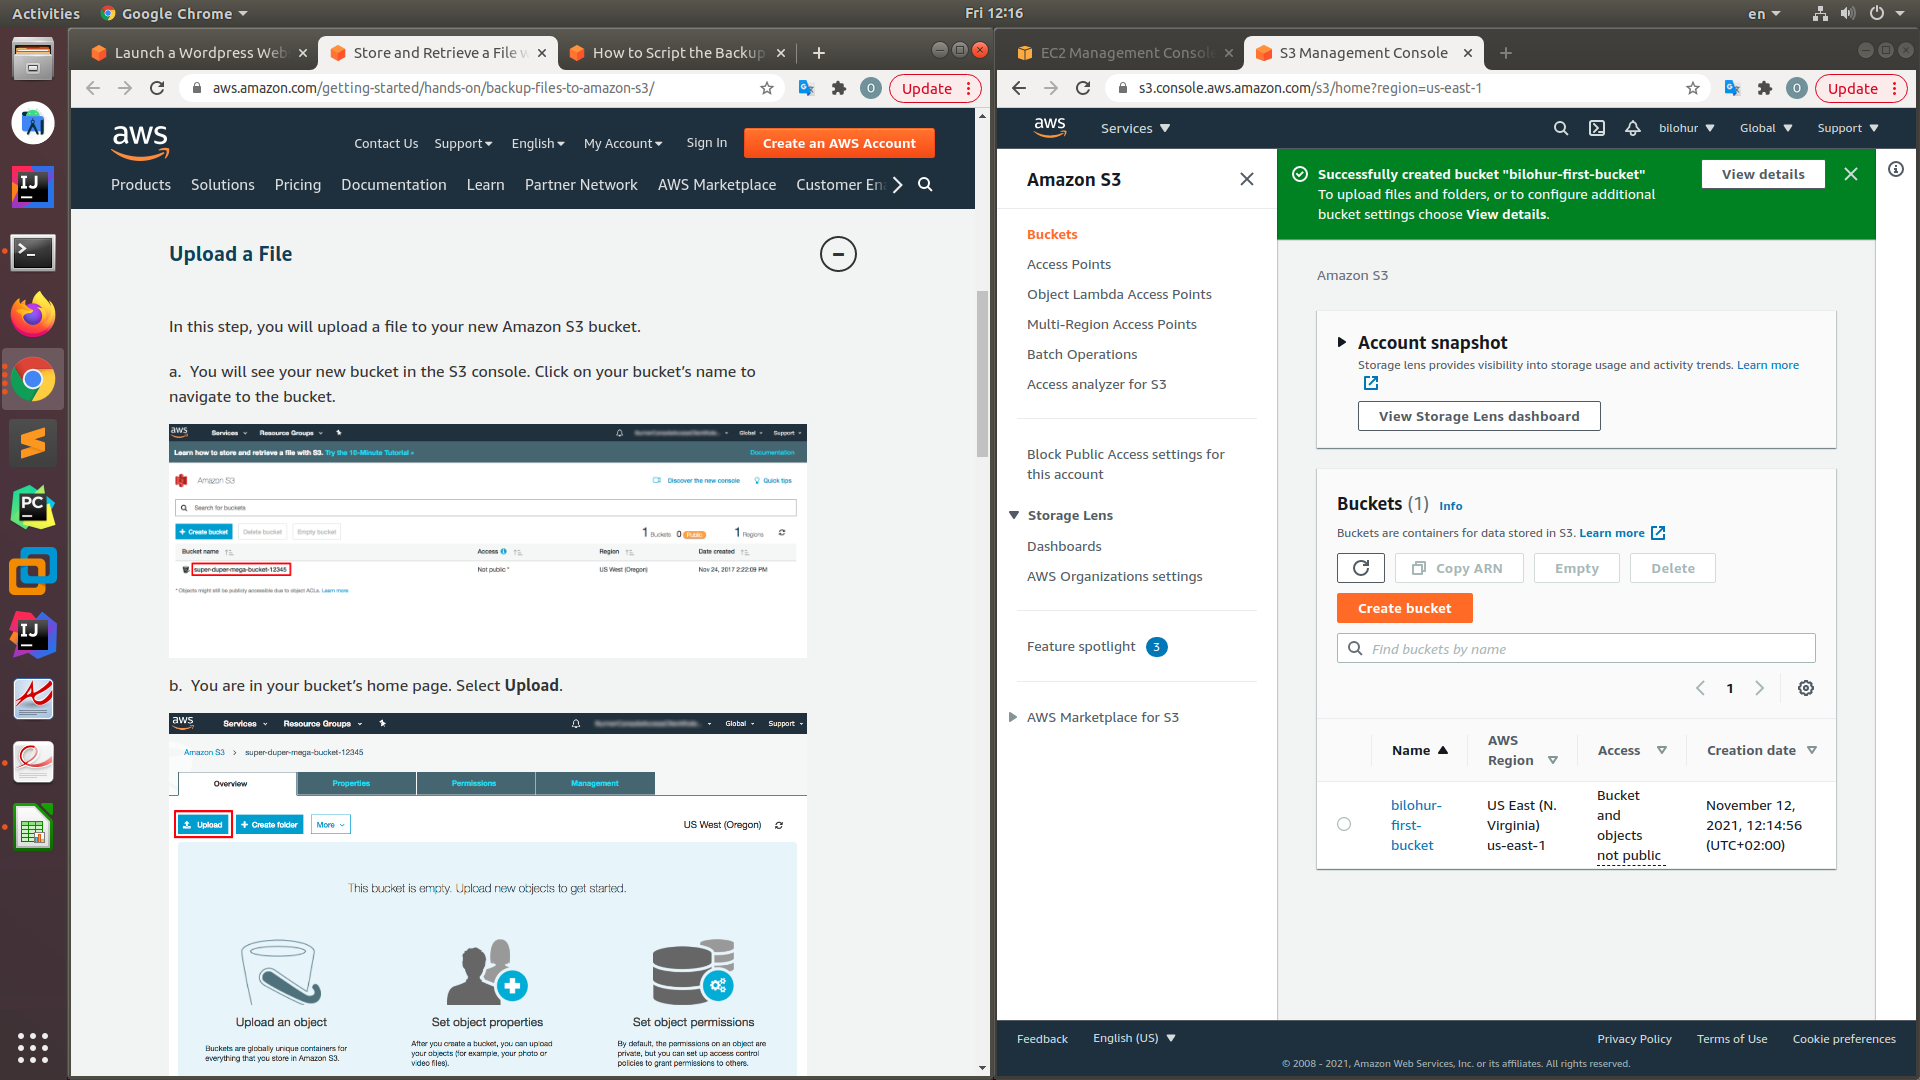 Activities
Google Chrome
Fri 12:16
en
Launch a Wordpress Web
Store and Retrieve a File w
How to Script the Backup
aws.amazon.com/getting-started/hands-on/backup-files-to-amazon-s3/
O
Update
aws
Contact Us
Support
English
My Account
Sign In
Create an AWS Account
Products
Solutions
Pricing
Documentation
Learn
Partner Network
AWS Marketplace
Customer En
Upload a File
In this step, you will upload a file to your new Amazon S3 bucket.
a. You will see your new bucket in the S3 console. Click on your bucket’s name to
navigate to the bucket.
aws
Services
Resource Groups
Global
Support
Learn how to store and retrieve a file with S3. Try the 10-Minute Tutorial »
Documentation
Amazon S3
Discover the new console
Quick tips
Search for buckets
+ Create bucket
Delete bucket
Empty bucket
1 Buckets
0 Public
1 Regions
Bucket name
Access
Region
Date created
super-duper-mega-bucket-12345
Not public *
US West (Oregon)
Nov 24, 2017 2:22:09 PM
* Objects might still be publicly accessible due to object ACLs. Learn more
b. You are in your bucket’s home page. Select Upload.
aws
Services
Resource Groups
Global
Support
Amazon S3 > super-duper-mega-bucket-12345
Overview
Properties
Permissions
Management
Upload
+ Create folder
More
US West (Oregon)
This bucket is empty. Upload new objects to get started.
Upload an object
Buckets are globally unique containers for
everything that you store in Amazon S3.
Set object properties
After you create a bucket, you can upload
your objects (for example, your photo or
video files).
Set object permissions
By default, the permissions on an object are
private, but you can set up access control
policies to grant permissions to others.
EC2 Management Consol
S3 Management Console
s3.console.aws.amazon.com/s3/home?region=us-east-1
O
Update
aws
Services
bilohur
Global
Support
Amazon S3
Buckets
Access Points
Object Lambda Access Points
Multi-Region Access Points
Batch Operations
Access analyzer for S3
Block Public Access settings for
this account
Storage Lens
Dashboards
AWS Organizations settings
Feature spotlight 3
AWS Marketplace for S3
Successfully created bucket "bilohur-first-bucket"
To upload files and folders, or to configure additional
bucket settings choose View details.
View details
Amazon S3
Account snapshot
Storage lens provides visibility into storage usage and activity trends. Learn more
View Storage Lens dashboard
Buckets (1) Info
Buckets are containers for data stored in S3. Learn more
Copy ARN
Empty
Delete
Create bucket
Find buckets by name
1
Name
AWS
Region
Access
Creation date
bilohur-
first-
bucket
US East (N.
Virginia)
us-east-1
Bucket
and
objects
not public
November 12,
2021, 12:14:56
(UTC+02:00)
Feedback
English (US)
Privacy Policy
Terms of Use
Cookie preferences
© 2008 - 2021, Amazon Web Services, Inc. or its affiliates. All rights reserved.